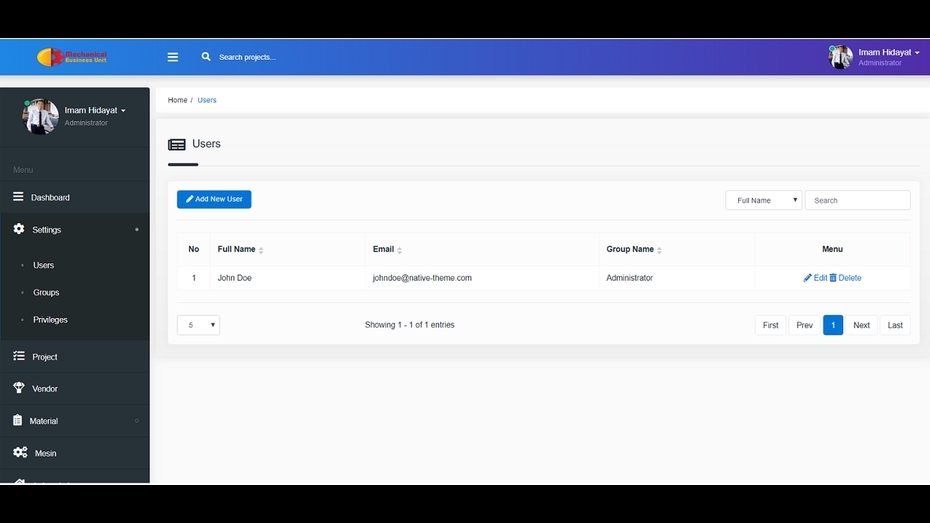 Mechanical
Business Unit
Search projects...
Imam Hidayat
Administrator
Imam Hidayat
Administrator
Menu
Dashboard
Settings
Users
Groups
Privileges
Project
Vendor
Material
Mesin
Home / Users
Users
Add New User
Full Name
Search
No Full Name Email Group Name Menu
1 John Doe johndoe@native-theme.com Administrator Edit Delete
5 Showing 1 - 1 of 1 entries First Prev 1 Next Last